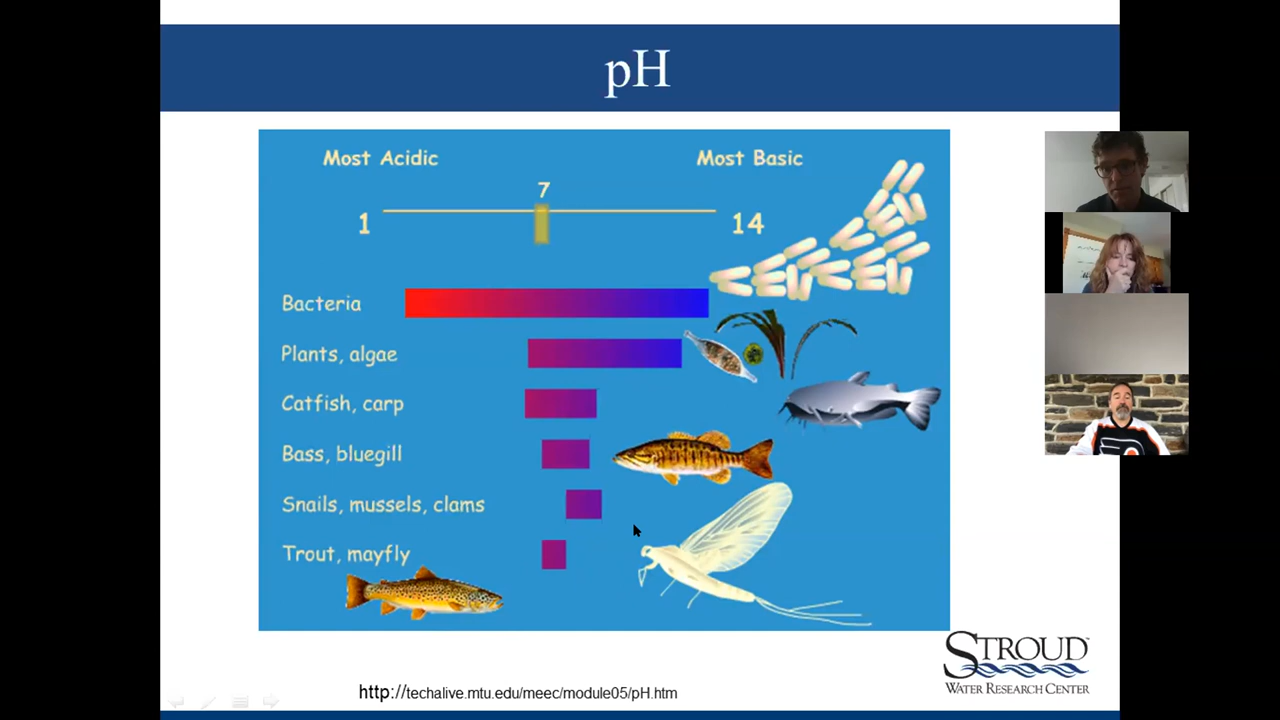 pH
Most Acidic
Most Basic
7
1
14
Bacteria
Plants, algae
Catfish, carp
Bass, bluegill
Snails, mussels, clams
Trout, mayfly
STROUD
WATER RESEARCH CENTER
http://techalive.mtu.edu/meec/module05/pH.htm